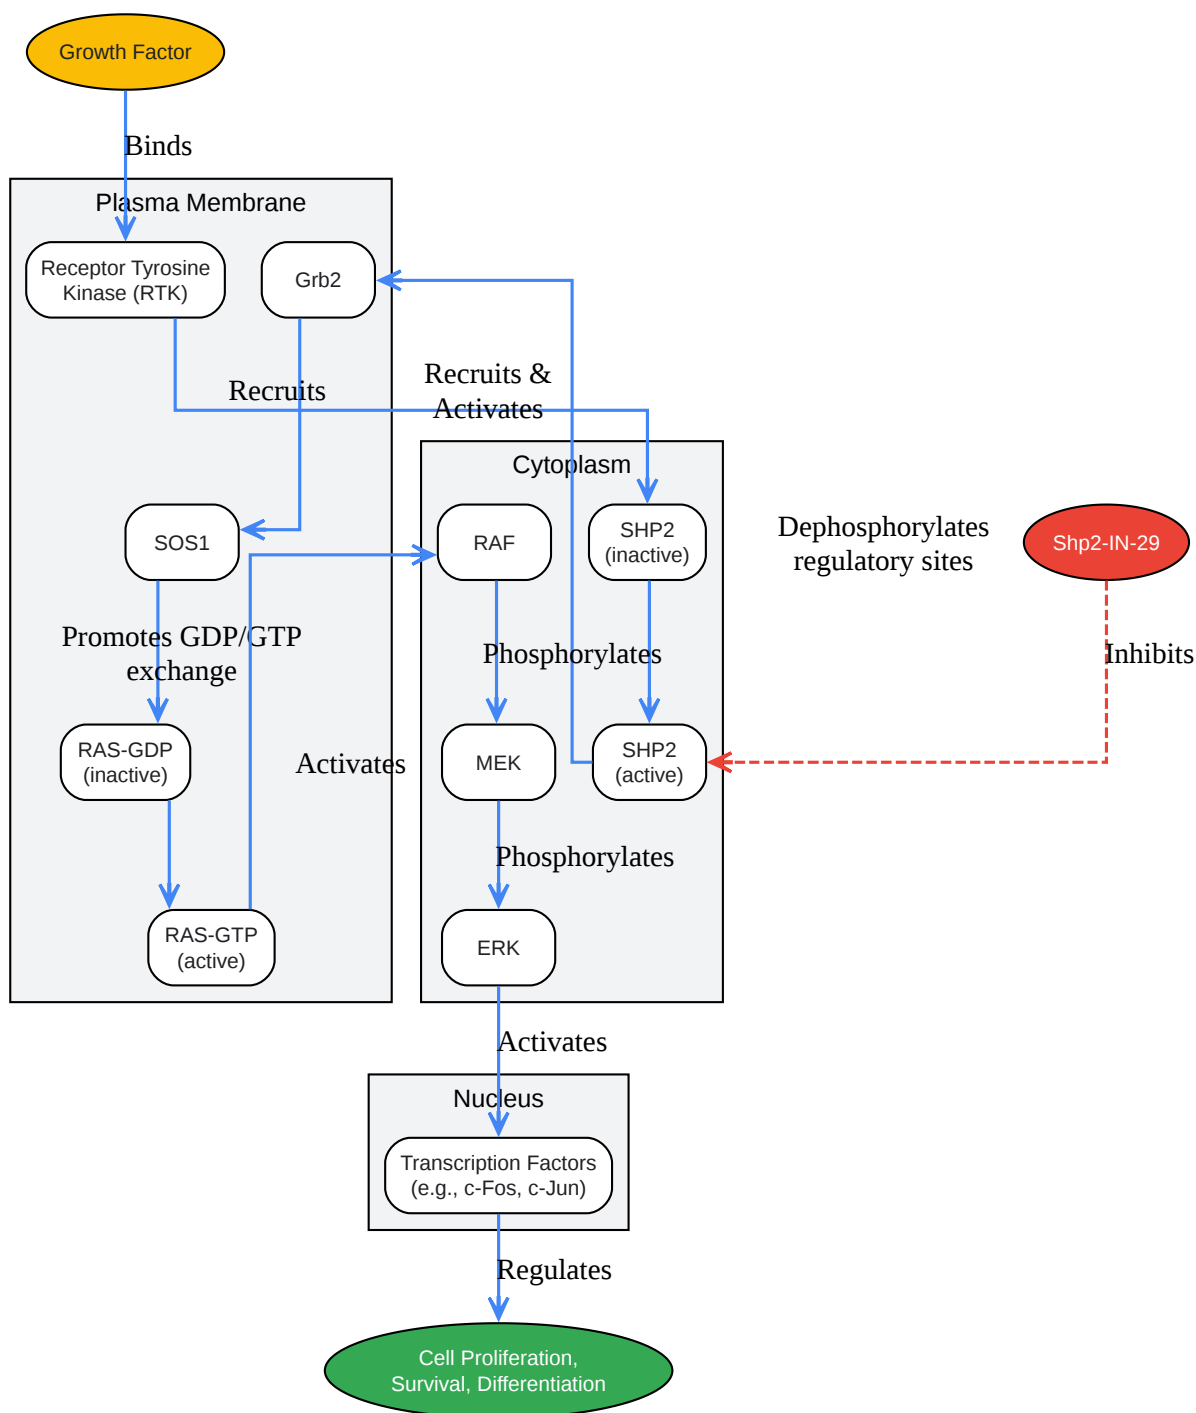 Growth Factor
Binds
Plasma Membrane
Receptor Tyrosine
Kinase (RTK)
Grb2
Recruits
Recruits &
Activates
Cytoplasm
SOS1
RAF
SHP2
(inactive)
Dephosphorylates
regulatory sites
Shp2-IN-29
Promotes GDP/GTP
exchange
Phosphorylates
Inhibits
RAS-GDP
(inactive)
Activates
MEK
SHP2
(active)
Phosphorylates
RAS-GTP
(active)
ERK
Activates
Nucleus
Transcription Factors
(e.g., c-Fos, c-Jun)
Regulates
Cell Proliferation,
Survival, Differentiation